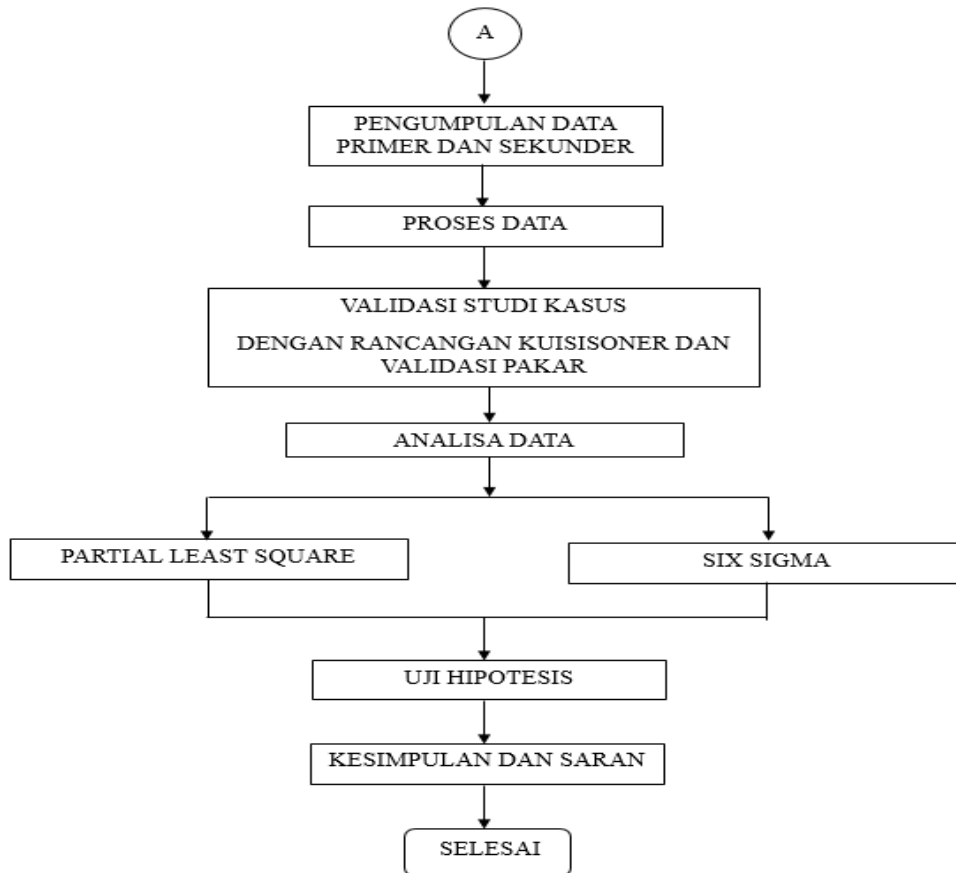 A
PENGUMPULAN DATA
PRIMER DAN SEKUNDER
PROSES DATA
VALIDASI STUDI KASUS
DENGAN RANCANGAN KUISISONER DAN
VALIDASI PAKAR
ANALISA DATA
PARTIAL LEAST SQUARE
SIX SIGMA
UJI HIPOTESIS
KESIMPULAN DAN SARAN
SELESAI